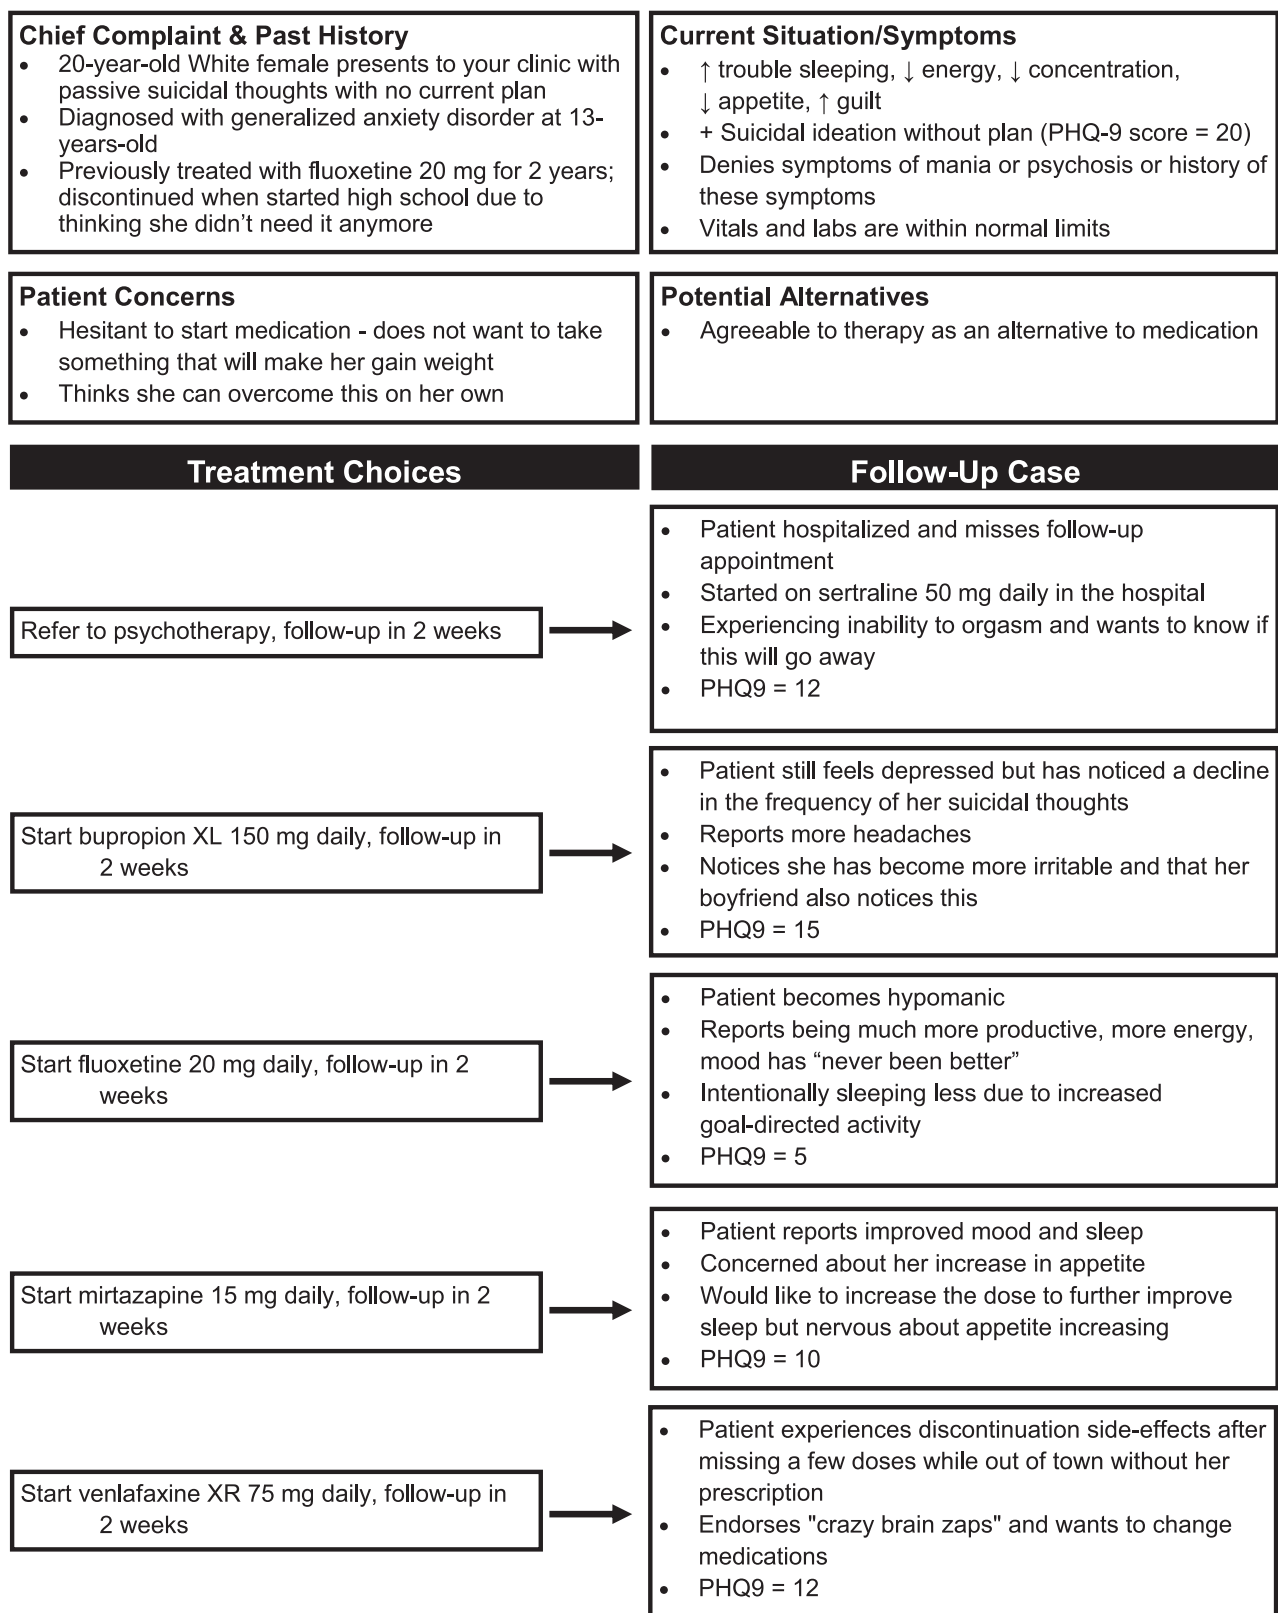 Chief Complaint & Past History
• 20-year-old White female presents to your clinic with
passive suicidal thoughts with no current plan
• Diagnosed with generalized anxiety disorder at 13-
years-old
• Previously treated with fluoxetine 20 mg for 2 years;
discontinued when started high school due to
thinking she didn't need it anymore
Current Situation/Symptoms
• ↑ trouble sleeping, ↓ energy, ↓ concentration,
↓ appetite, ↑ guilt
• + Suicidal ideation without plan (PHQ-9 score = 20)
• Denies symptoms of mania or psychosis or history of
these symptoms
• Vitals and labs are within normal limits
Patient Concerns
• Hesitant to start medication - does not want to take
something that will make her gain weight
• Thinks she can overcome this on her own
Potential Alternatives
• Agreeable to therapy as an alternative to medication
Treatment Choices
Follow-Up Case
Refer to psychotherapy, follow-up in 2 weeks
• Patient hospitalized and misses follow-up
appointment
• Started on sertraline 50 mg daily in the hospital
• Experiencing inability to orgasm and wants to know if
this will go away
• PHQ9 = 12
Start bupropion XL 150 mg daily, follow-up in
2 weeks
• Patient still feels depressed but has noticed a decline
in the frequency of her suicidal thoughts
• Reports more headaches
• Notices she has become more irritable and that her
boyfriend also notices this
• PHQ9 = 15
Start fluoxetine 20 mg daily, follow-up in 2
weeks
• Patient becomes hypomanic
• Reports being much more productive, more energy,
mood has “never been better”
• Intentionally sleeping less due to increased
goal-directed activity
• PHQ9 = 5
Start mirtazapine 15 mg daily, follow-up in 2
weeks
• Patient reports improved mood and sleep
• Concerned about her increase in appetite
• Would like to increase the dose to further improve
sleep but nervous about appetite increasing
• PHQ9 = 10
Start venlafaxine XR 75 mg daily, follow-up in
2 weeks
• Patient experiences discontinuation side-effects after
missing a few doses while out of town without her
prescription
• Endorses "crazy brain zaps" and wants to change
medications
• PHQ9 = 12